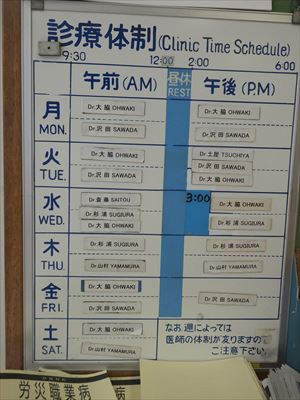 診療体制(Clinic Time Schedule)
9:30 12:00 2:00 6:00
午前(A.M) 昼休 REST 午後(P.M)
月 MON.
Dr.大脇 OHWAKI Dr.大脇 OHWAKI
Dr.沢田 SAWADA Dr.沢田 SAWADA
火 TUE.
Dr.大脇 OHWAKI Dr.土屋 TSUCHIYA
Dr.沢田 SAWADA Dr.沢田 SAWADA
Dr.大脇 OHWAKI
水 WED.
3:00
Dr.斎藤 SAITOU Dr.大脇 OHWAKI
Dr.杉浦 SUGIURA Dr.杉浦 SUGIURA
Dr.大脇 OHWAKI
木 THU.
Dr.杉浦 SUGIURA Dr.杉浦 SUGIURA
Dr.山村 YAMAMURA Dr.山村 YAMAMURA
金 FRI.
Dr.大脇 OHWAKI Dr.沢田 SAWADA
Dr.沢田 SAWADA
土 SAT.
Dr.大脇 OHWAKI
Dr.山村 YAMAMURA
なお、週によっては
医師の体制が変りますので
ご注意下さい。
労災職業病